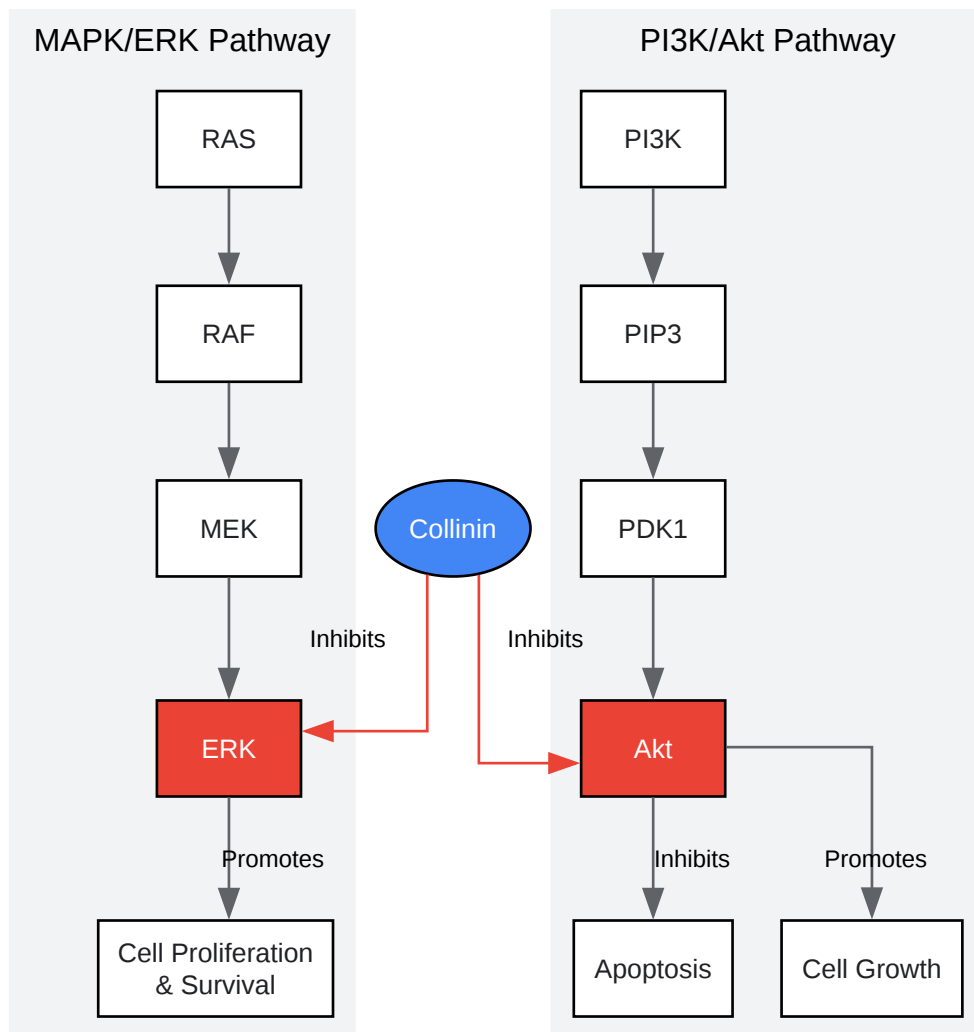 MAPK/ERK Pathway
PI3K/Akt Pathway
RAS
PI3K
RAF
PIP3
MEK
Collinin
PDK1
Inhibits
Inhibits
ERK
Akt
Promotes
Inhibits
Promotes
Cell Proliferation
& Survival
Apoptosis
Cell Growth